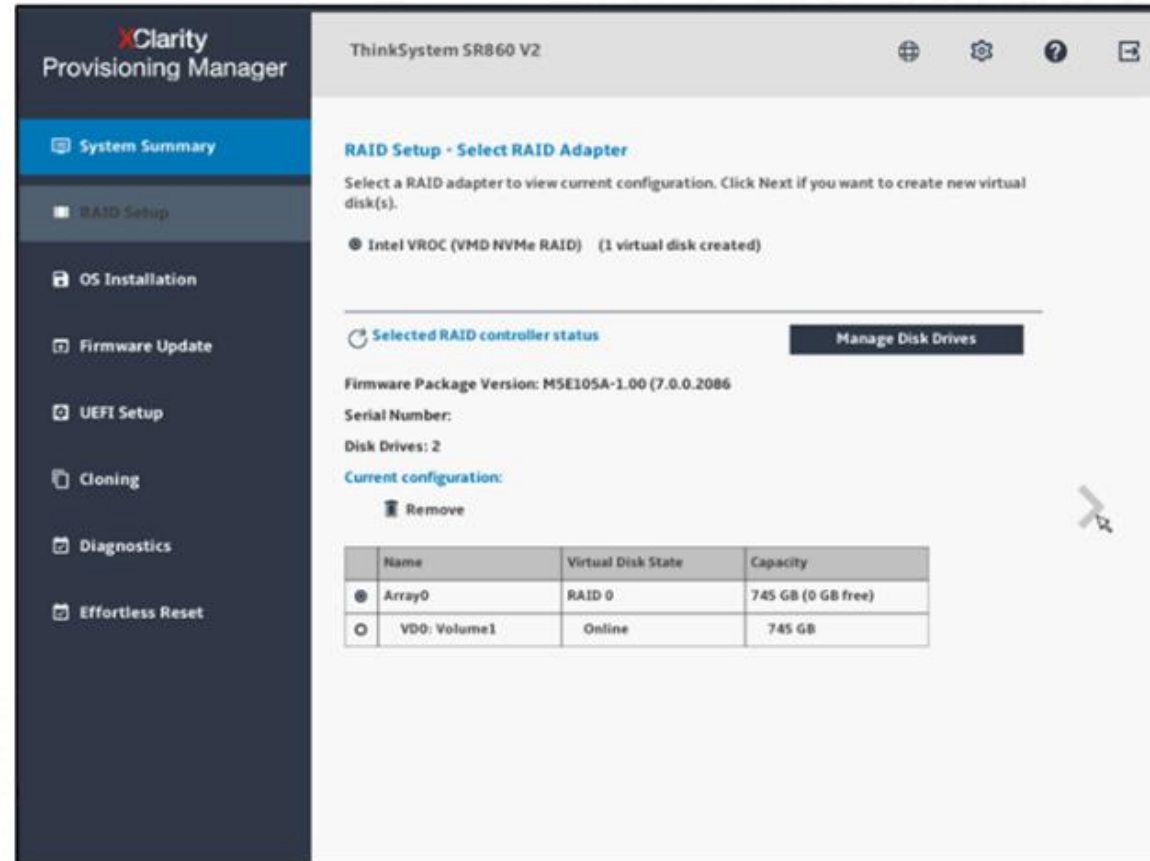 XClarity
Provisioning Manager
ThinkSystem SR860 V2
System Summary
RAID Setup
OS Installation
Firmware Update
UEFI Setup
Cloning
Diagnostics
Effortless Reset
RAID Setup - Select RAID Adapter
Select a RAID adapter to view current configuration. Click Next if you want to create new virtual
disk(s).
Intel VROC (VMD NVMe RAID) (1 virtual disk created)
Selected RAID controller status
Manage Disk Drives
Firmware Package Version: M5E105A-1.00 (7.0.0.2086
Serial Number:
Disk Drives: 2
Current configuration:
Remove
Name Virtual Disk State Capacity
Array0 RAID 0 745 GB (0 GB free)
VD0: Volume1 Online 745 GB